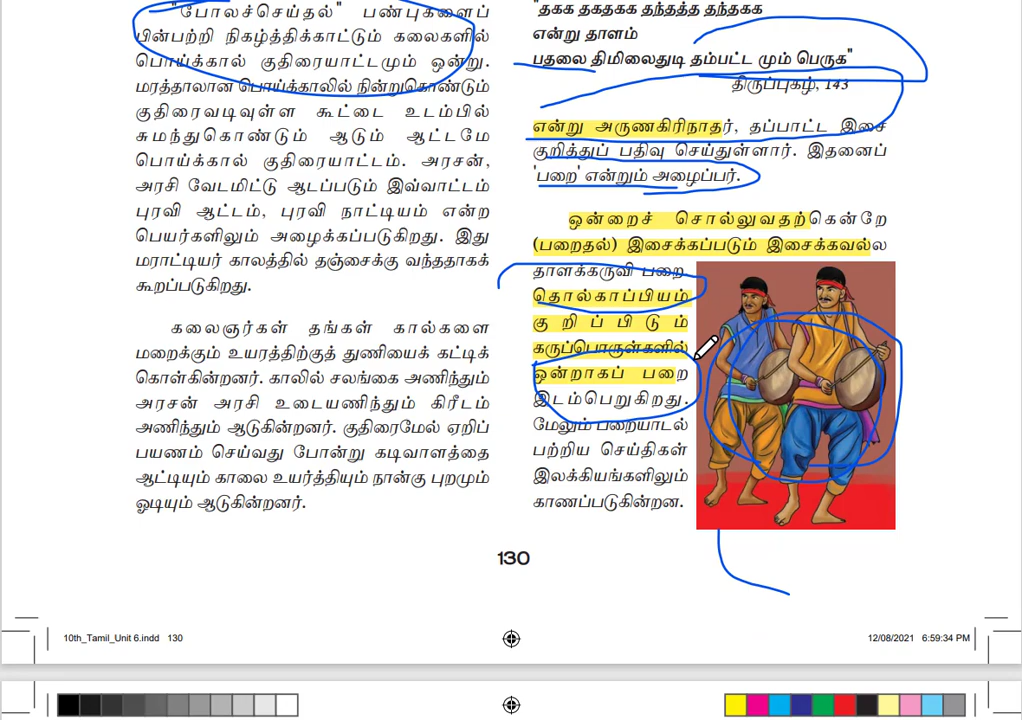 "போலச்செய்தல்" பண்புகளைப்
பின்பற்றி நிகழ்த்திக்காட்டும் கலைகளில்
பொய்க்கால் குதிரையாட்டமும் ஒன்று.
மரத்தாலான பொய்க்காலில் நின்றுகொண்டும்
குதிரைவடிவுள்ள கூட்டை உடம்பில்
சுமந்துகொண்டும் ஆடும் ஆட்டமே
பொய்க்கால் குதிரையாட்டம். அரசன்,
அரசி வேடமிட்டு ஆடப்படும் இவ்வாட்டம்
புரவி ஆட்டம், புரவி நாட்டியம் என்ற
பெயர்களிலும் அழைக்கப்படுகிறது. இது
மராட்டியர் காலத்தில் தஞ்சைக்கு வந்ததாகக்
கூறப்படுகிறது.
கலைஞர்கள் தங்கள் கால்களை
மறைக்கும் உயரத்திற்குத் துணியைக் கட்டிக்
கொள்கின்றனர். காலில் சலங்கை அணிந்தும்
அரசன் அரசி உடையணிந்தும் கிரீடம்
அணிந்தும் ஆடுகின்றனர். குதிரைமேல் ஏறிப்
பயணம் செய்வது போன்று கடிவாளத்தை
ஆட்டியும் காலை உயர்த்தியும் நான்கு புறமும்
ஓடியும் ஆடுகின்றனர்.
"தகக தகதகக தந்தத்த தந்தகக
என்று தாளம்
பதலை திமிலைதுடி தம்பட்ட மும் பெருக"
திருப்புகழ், 143
என்று அருணகிரிநாதர், தப்பாட்ட இசை
குறித்துப் பதிவு செய்துள்ளார். இதனைப்
'பறை' என்றும் அழைப்பர்.
ஒன்றைச் சொல்லுவதற்கென்றே
(பறைதல்) இசைக்கப்படும் இசைக்கவல்ல
தாளக்கருவி பறை.
தொல்காப்பியம்
குறிப்பிடும்
கருப்பொருள்களில்
ஒன்றாகப் பறை
இடம்பெறுகிறது.
மேலும் பறையாடல்
பற்றிய செய்திகள்
இலக்கியங்களிலும்
காணப்படுகின்றன.
130
10th_Tamil_Unit 6.indd 130
12/08/2021 6:59:34 PM